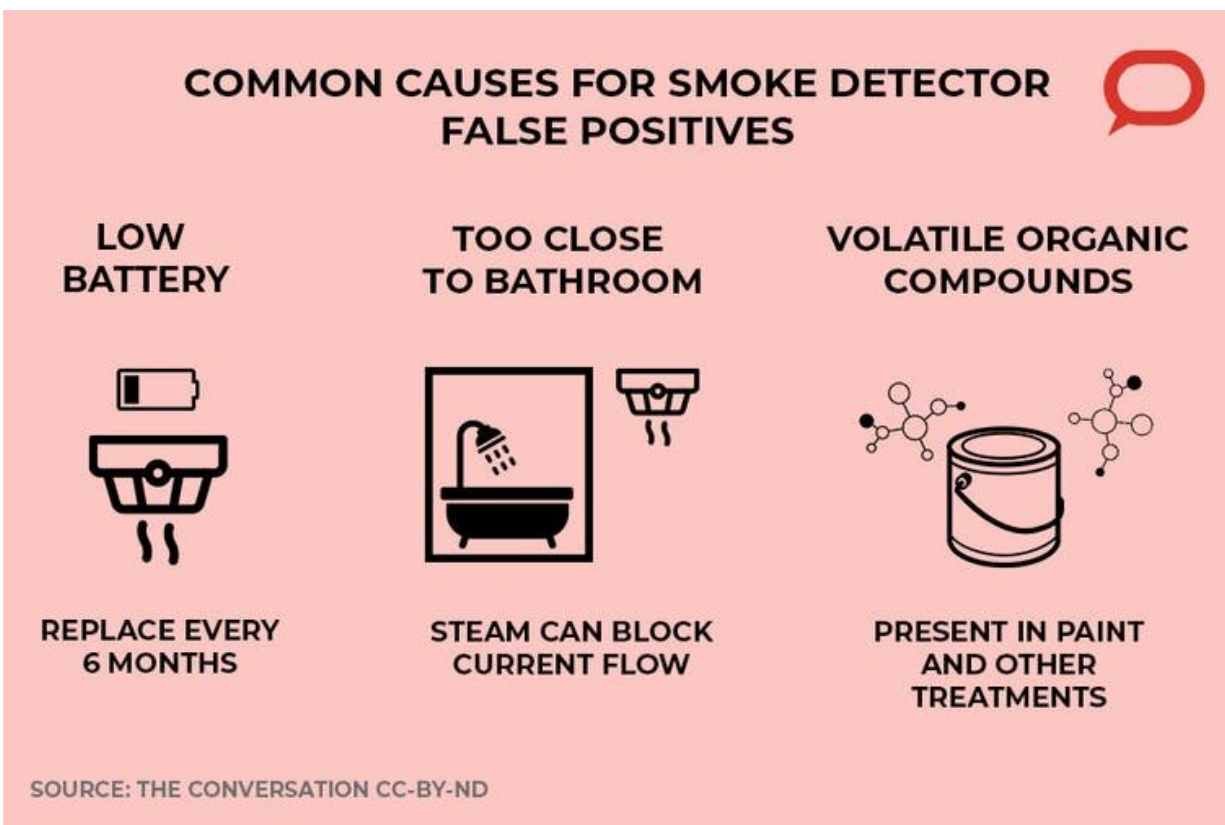 COMMON CAUSES FOR SMOKE DETECTOR
FALSE POSITIVES
LOW
BATTERY
REPLACE EVERY
6 MONTHS
TOO CLOSE
TO BATHROOM
STEAM CAN BLOCK
CURRENT FLOW
VOLATILE ORGANIC
COMPOUNDS
PRESENT IN PAINT
AND OTHER
TREATMENTS
SOURCE: THE CONVERSATION CC-BY-ND